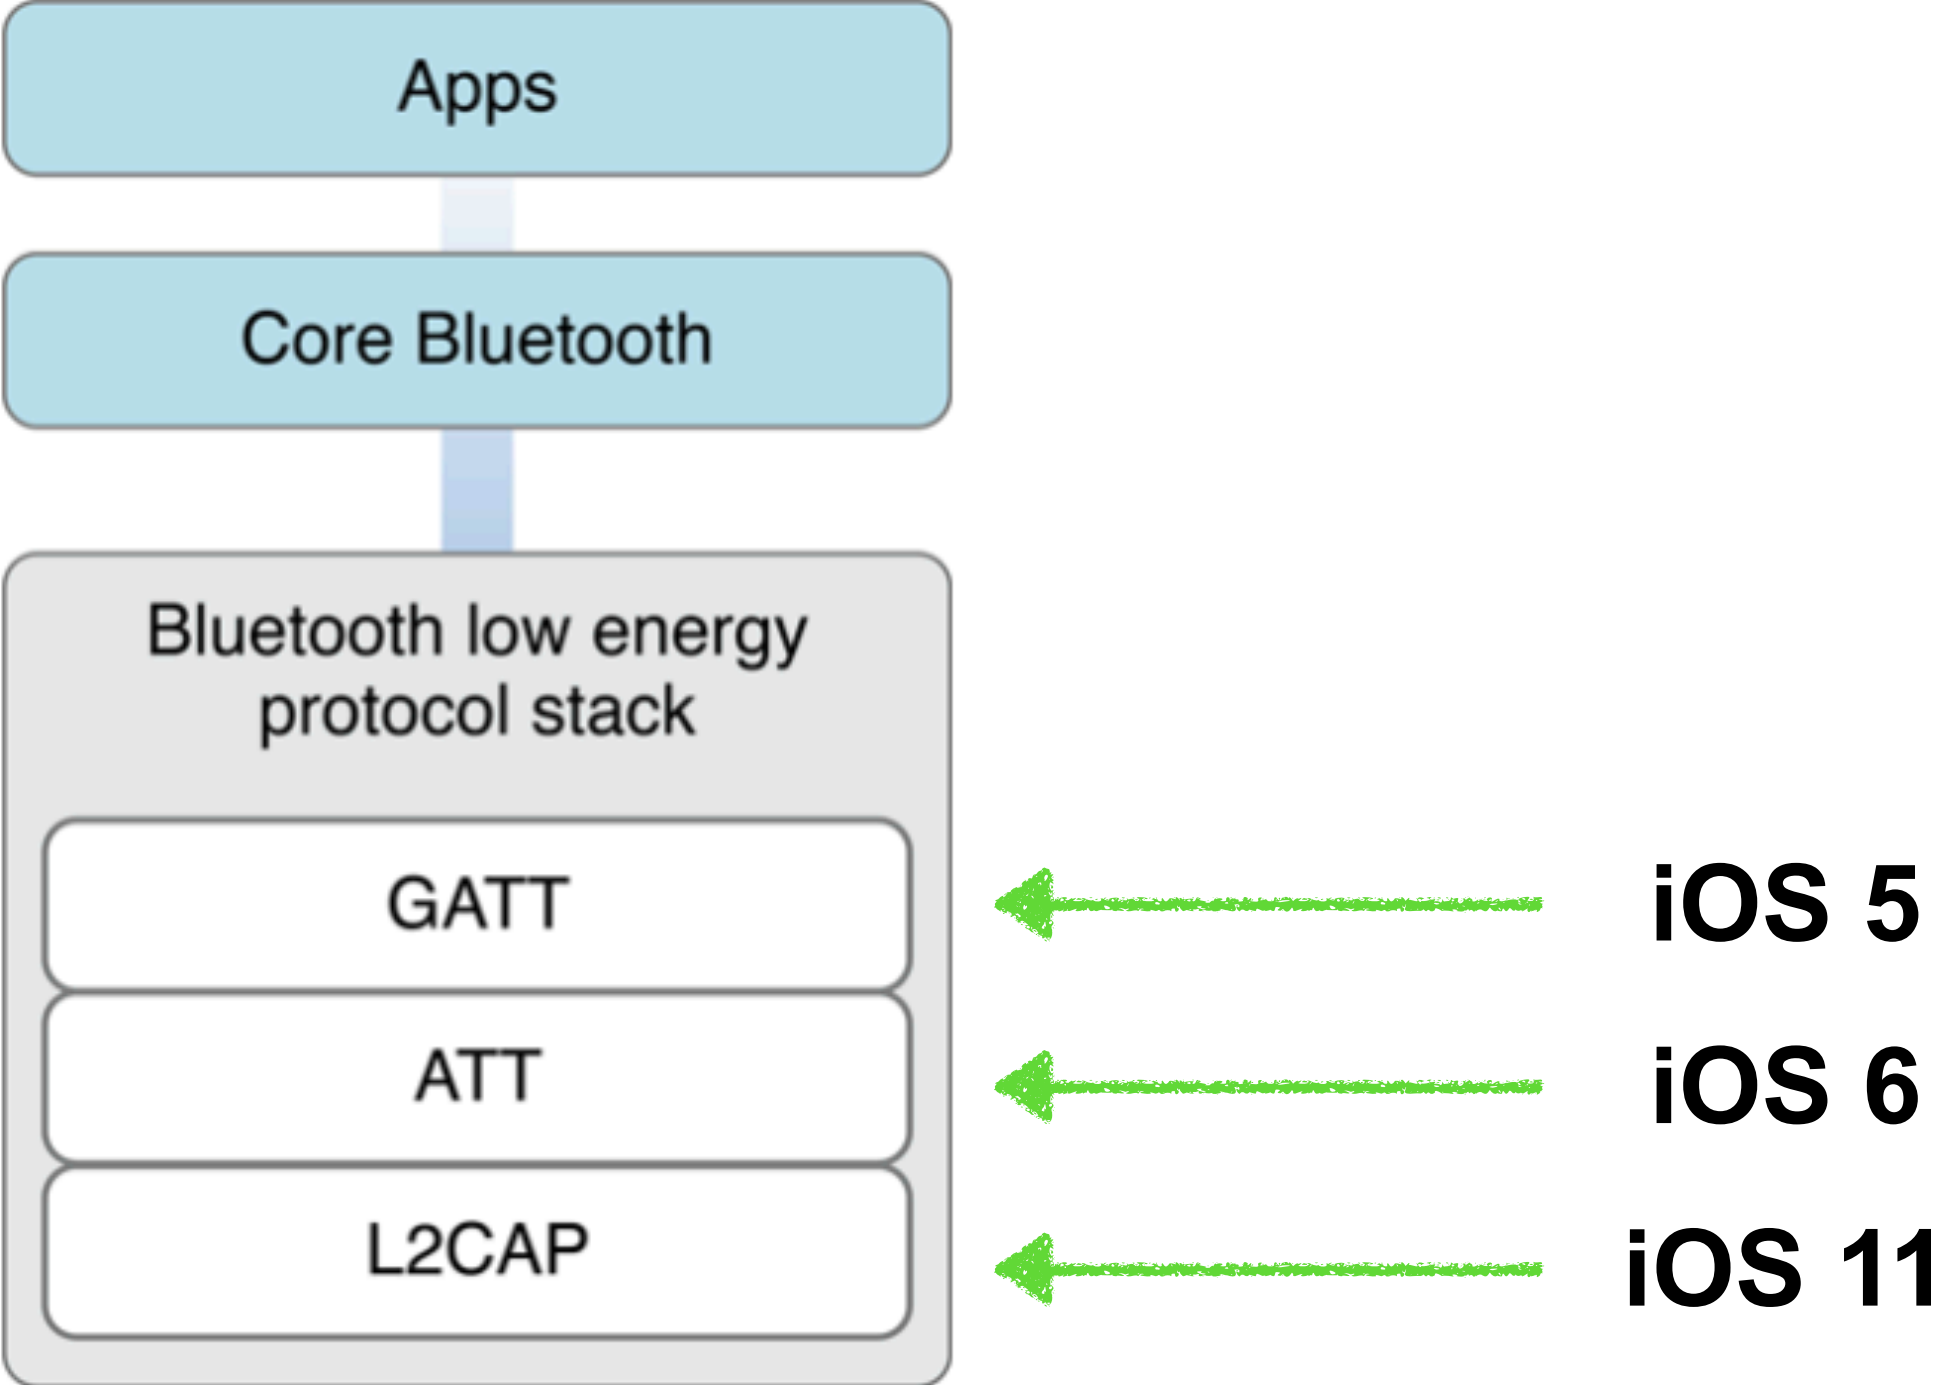 Apps
Core Bluetooth
Bluetooth low energy
protocol stack
GATT
iOS 5
ATT
iOS 6
L2CAP
iOS 11